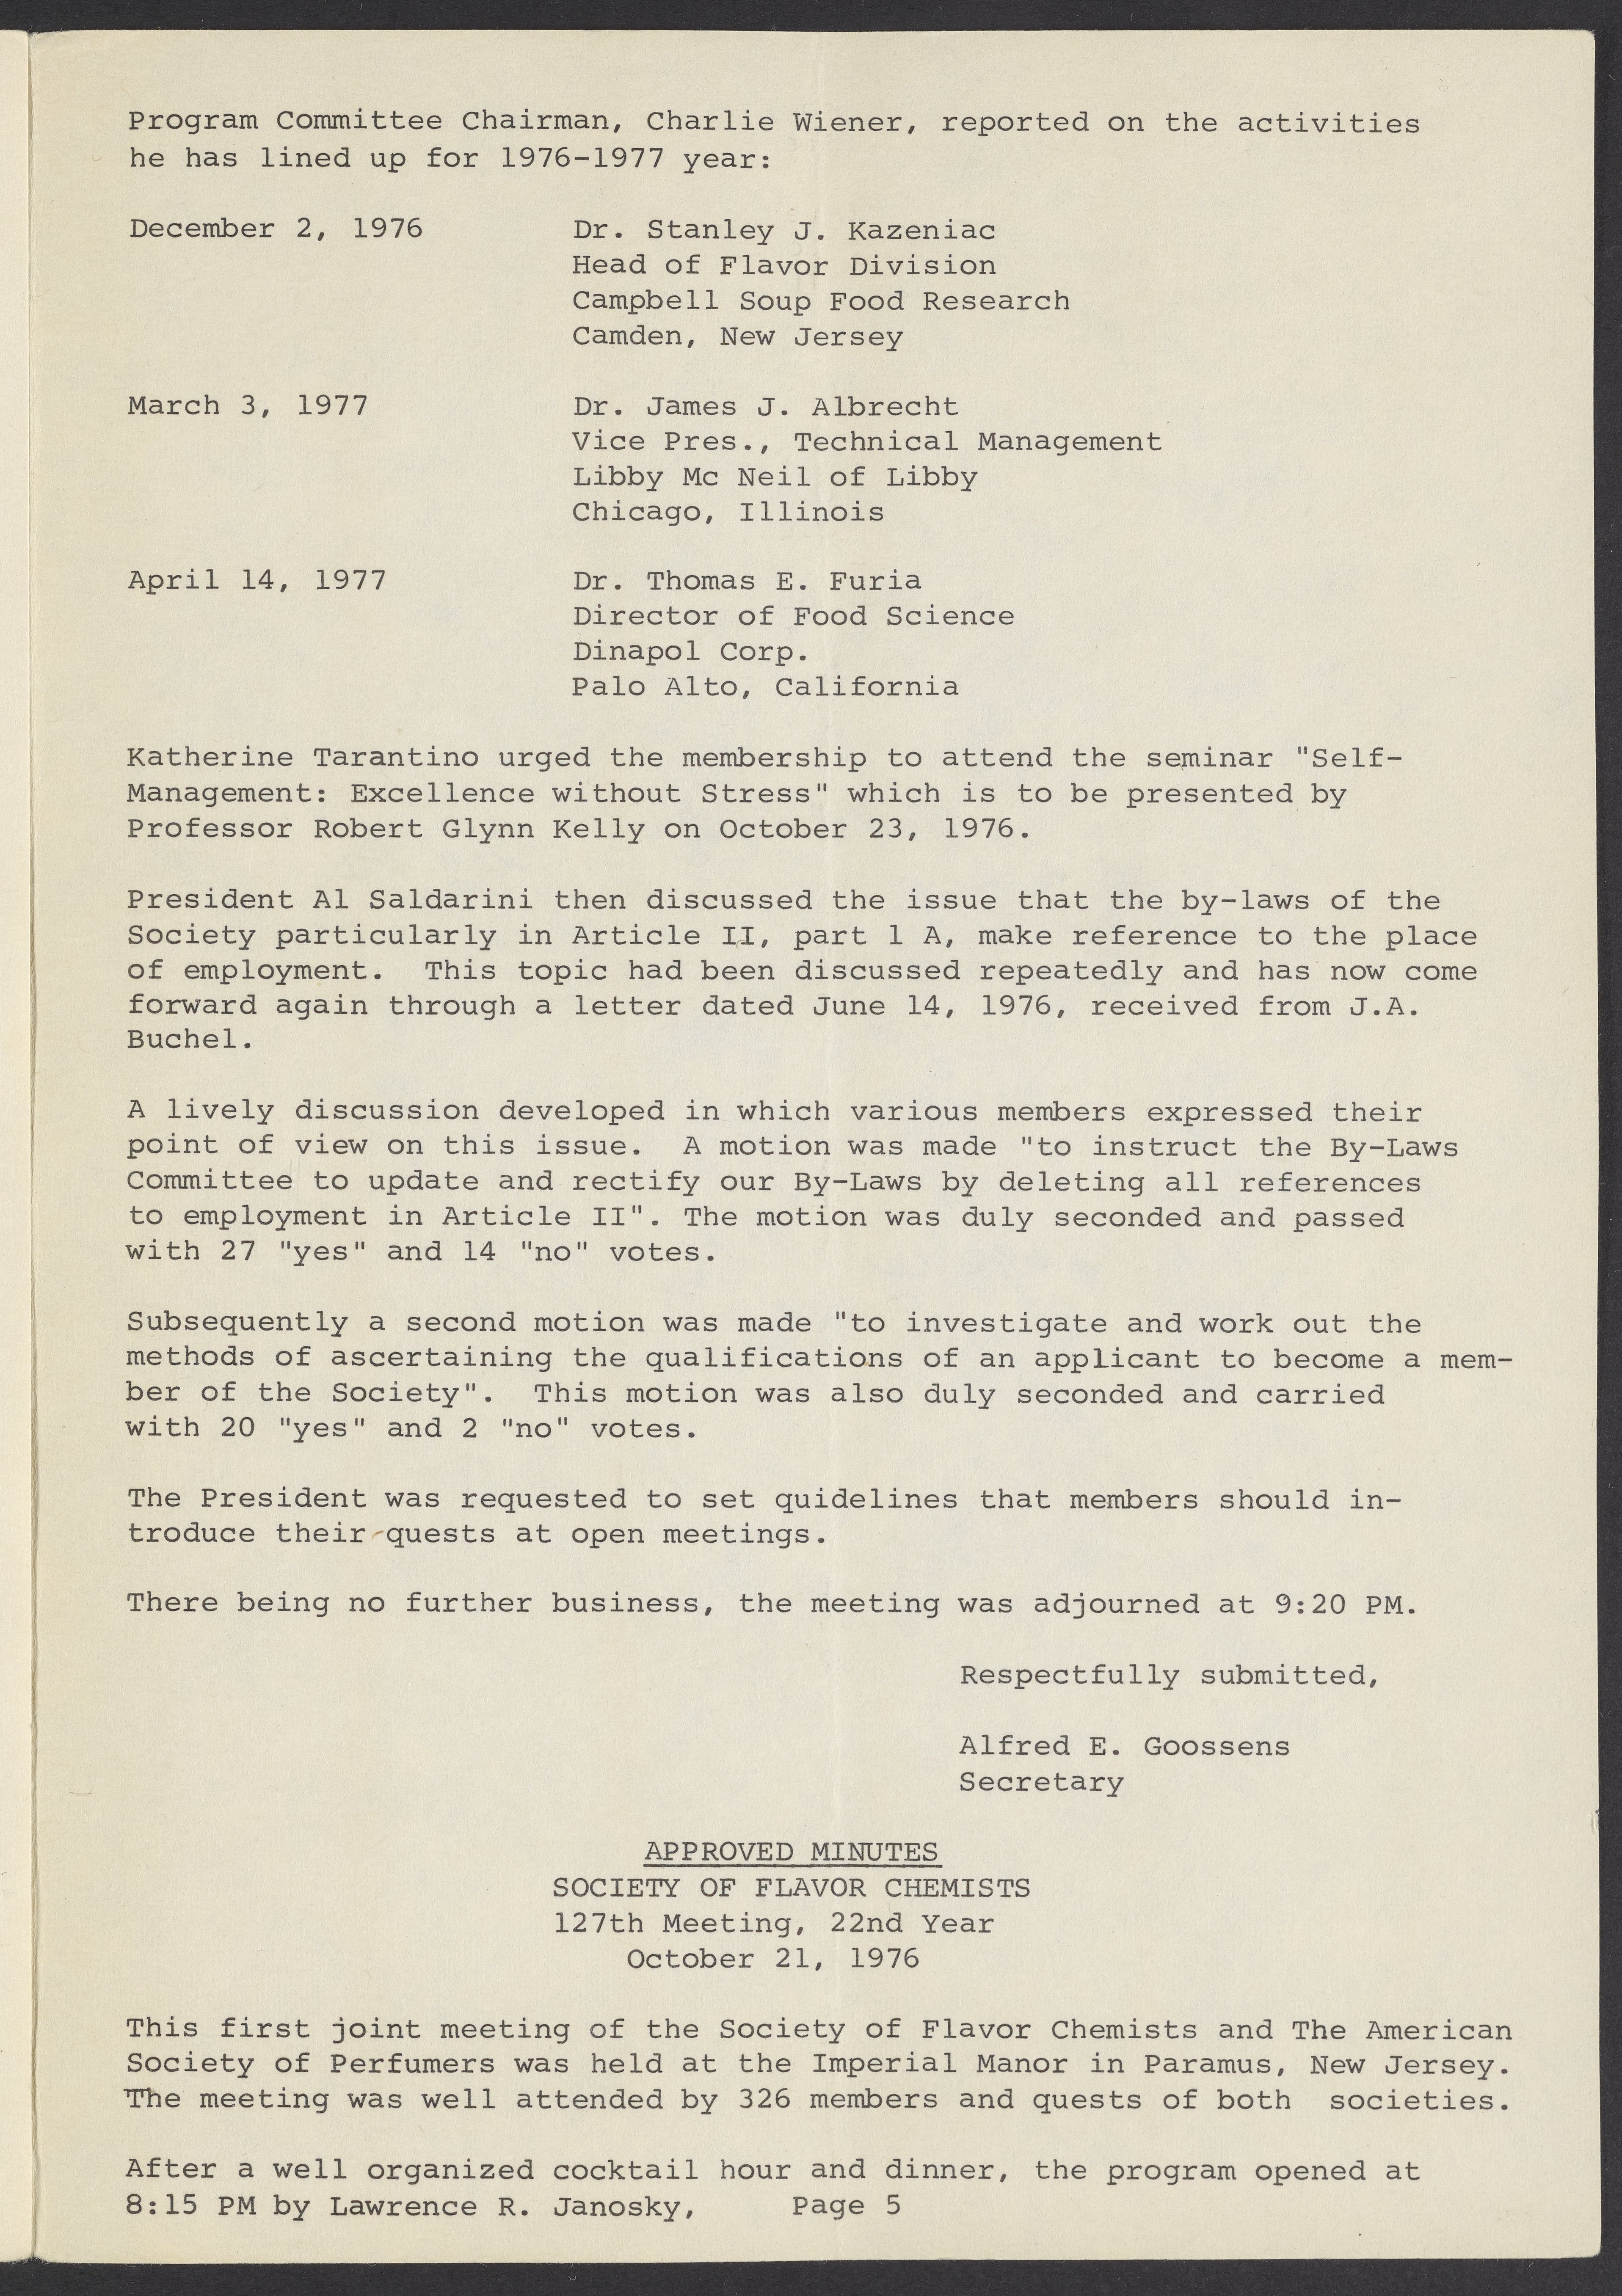 Program Committee Chairman, Charlie Wiener, reported on the activities
he has lined up for 1976-1977 year:
December 2, 1976 Dr. Stanley J. Kazeniac
Head of Flavor Division
Campbell Soup Food Research
Camden, New Jersey
March 3, 1977 Dr. James J. Albrecht
Vice Pres., Technical Management
Libby Mc Neil of Libby
Chicago, Illinois
April 14, 1977 Dr. Thomas E. Furia
Director of Food Science
Dinapol Corp.
Palo Alto, California
Katherine Tarantino urged the membership to attend the seminar "Self-
Management: Excellence without Stress" which is to be presented by
Professor Robert Glynn Kelly on October 23, 1976.
President Al Saldarini then discussed the issue that the by-laws of the
Society particularly in Article II, part 1 A, make reference to the place
of employment. This topic had been discussed repeatedly and has now come
forward again through a letter dated June 14, 1976, received from J.A.
Buchel.
A lively discussion developed in which various members expressed their
point of view on this issue. A motion was made "to instruct the By-Laws
Committee to update and rectify our By-Laws by deleting all references
to employment in Article II". The motion was duly seconded and passed
with 27 "yes" and 14 "no" votes.
Subsequently a second motion was made "to investigate and work out the
methods of ascertaining the qualifications of an applicant to become a mem-
ber of the Society". This motion was also duly seconded and carried
with 20 "yes" and 2 "no" votes.
The President was requested to set quidelines that members should in-
troduce their quests at open meetings.
There being no further business, the meeting was adjourned at 9:20 PM.
Respectfully submitted,
Alfred E. Goossens
Secretary
APPROVED MINUTES
SOCIETY OF FLAVOR CHEMISTS
127th Meeting, 22nd Year
October 21, 1976
This first joint meeting of the Society of Flavor Chemists and The American
Society of Perfumers was held at the Imperial Manor in Paramus, New Jersey.
The meeting was well attended by 326 members and quests of both societies.
After a well organized cocktail hour and dinner, the program opened at
8:15 PM by Lawrence R. Janosky, Page 5